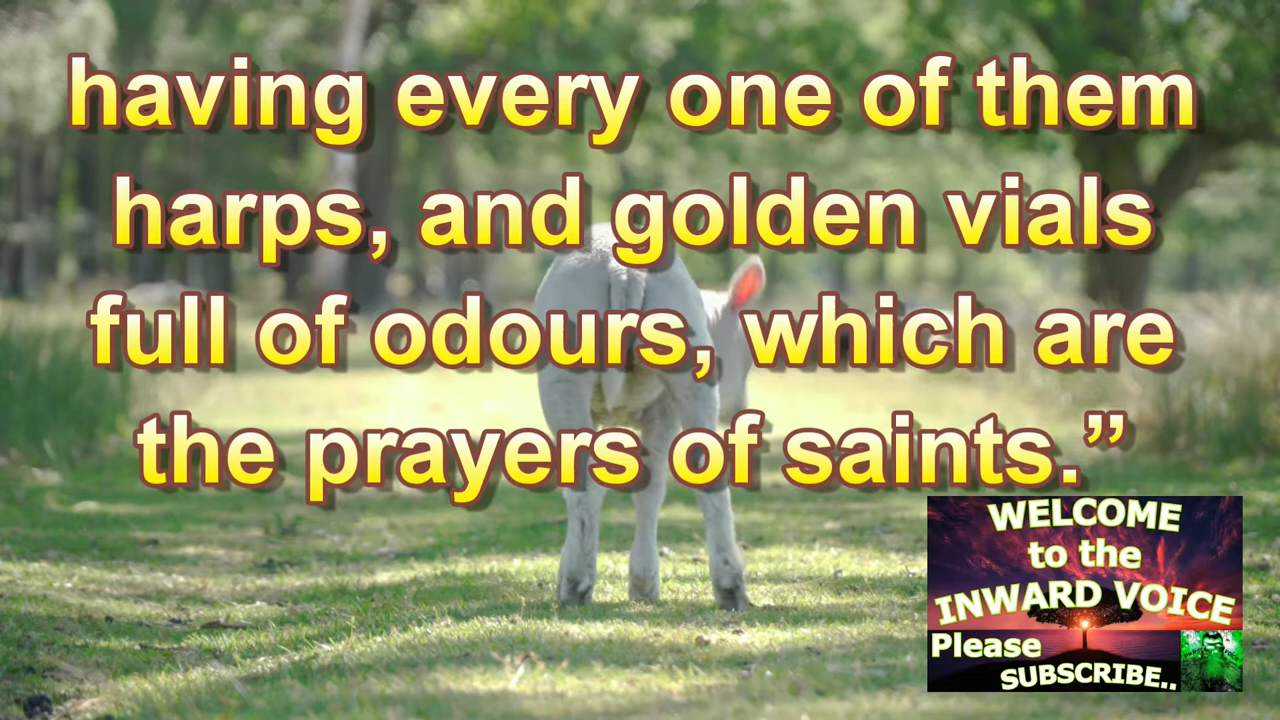 having every one of them
harps, and golden vials
full of odours, which are
the prayers of saints.”
WELCOME
to the
INWARD VOICE
Please
SUBSCRIBE..